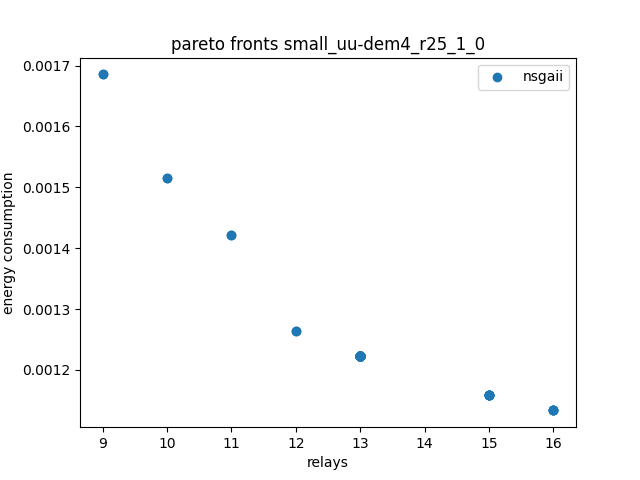 pareto fronts small_uu-dem4_r25_1_0
nsgaii
energy consumption
0.0017
0.0016
0.0015
0.0014
0.0013
0.0012
9 10 11 12 13 14 15 16
relays